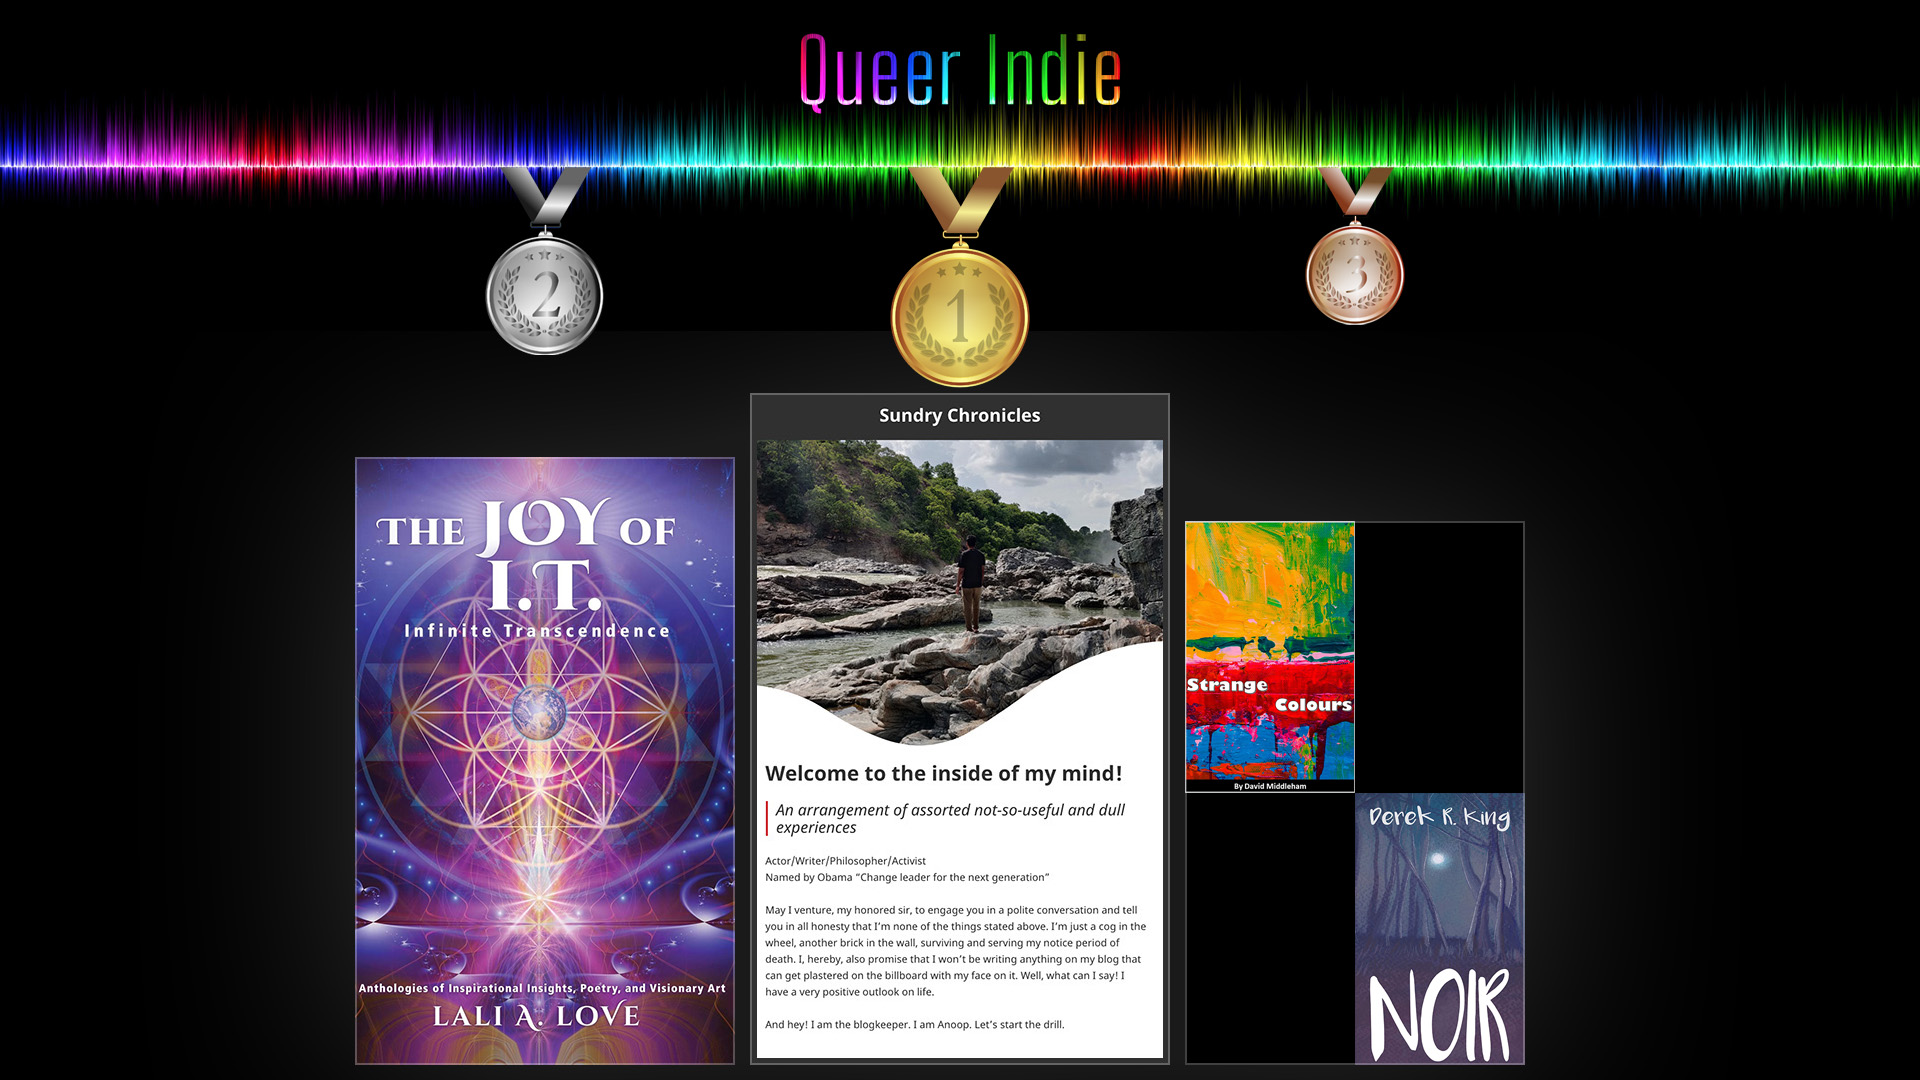 Queer Indie
2
1
3
Sundry Chronicles
THE JOY OF
I.T.
Infinite Transcendence
Anthologies of Inspirational Insights, Poetry, and Visionary Art
LALI A. LOVE
Welcome to the inside of my mind!
An arrangement of assorted not-so-useful and dull
experiences
Actor/Writer/Philosopher/Activist
Named by Obama “Change leader for the next generation”
May I venture, my honored sir, to engage you in a polite conversation and tell
you in all honesty that I’m none of the things stated above. I’m just a cog in the
wheel, another brick in the wall, surviving and serving my notice period of
death. I, hereby, also promise that I won’t be writing anything on my blog that
can get plastered on the billboard with my face on it. Well, what can I say! I
have a very positive outlook on life.
And hey! I am the blogkeeper. I am Anoop. Let’s start the drill.
Strange
Colours
By David Middleham
Derek R. King
NOIR